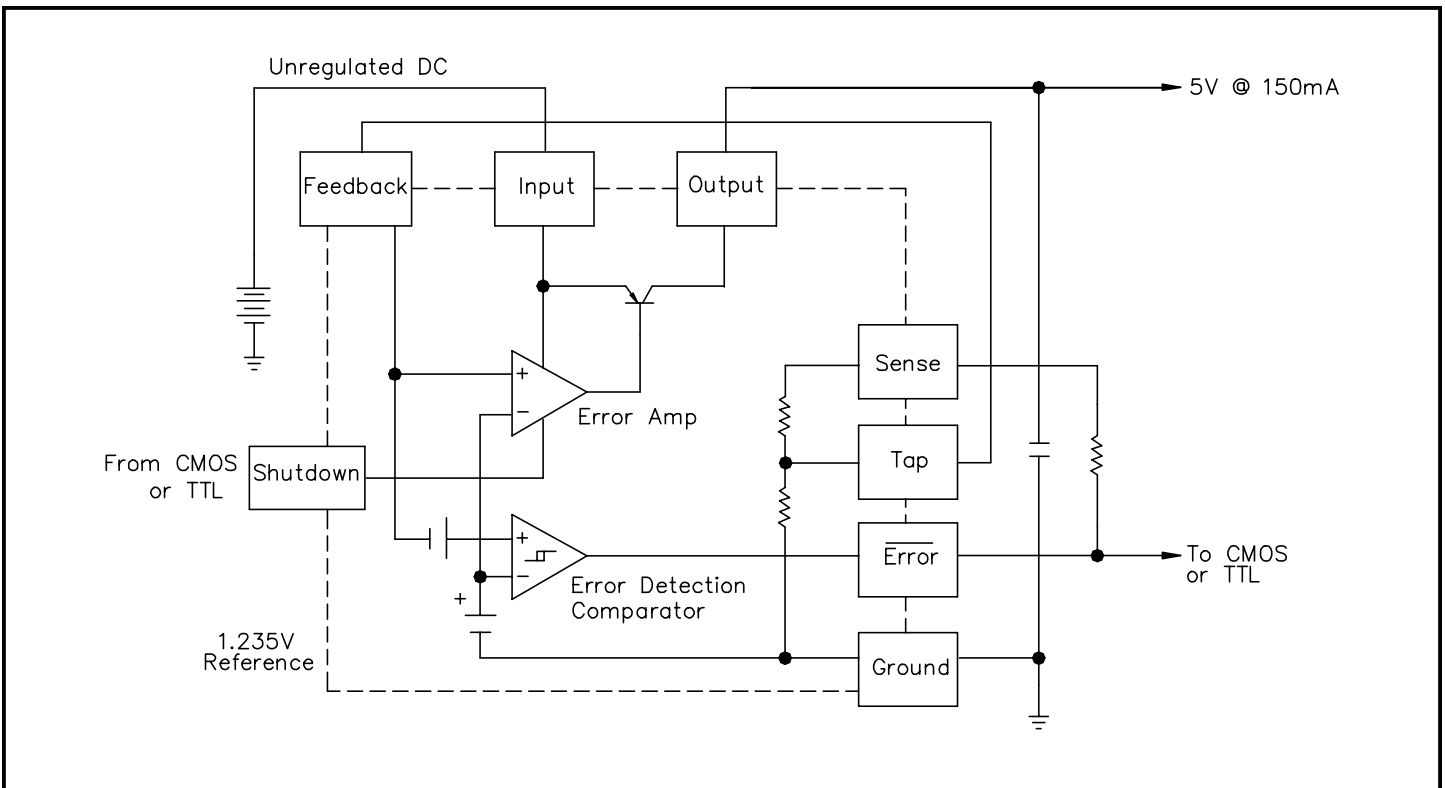 Unregulated DC
5V @ 150mA
Feedback
Input
Output
Sense
+
−
Error Amp
From CMOS
or TTL
Shutdown
Tap
+
−
Error
To CMOS
or TTL
Error Detection
Comparator
+
1.235V
Reference
Ground